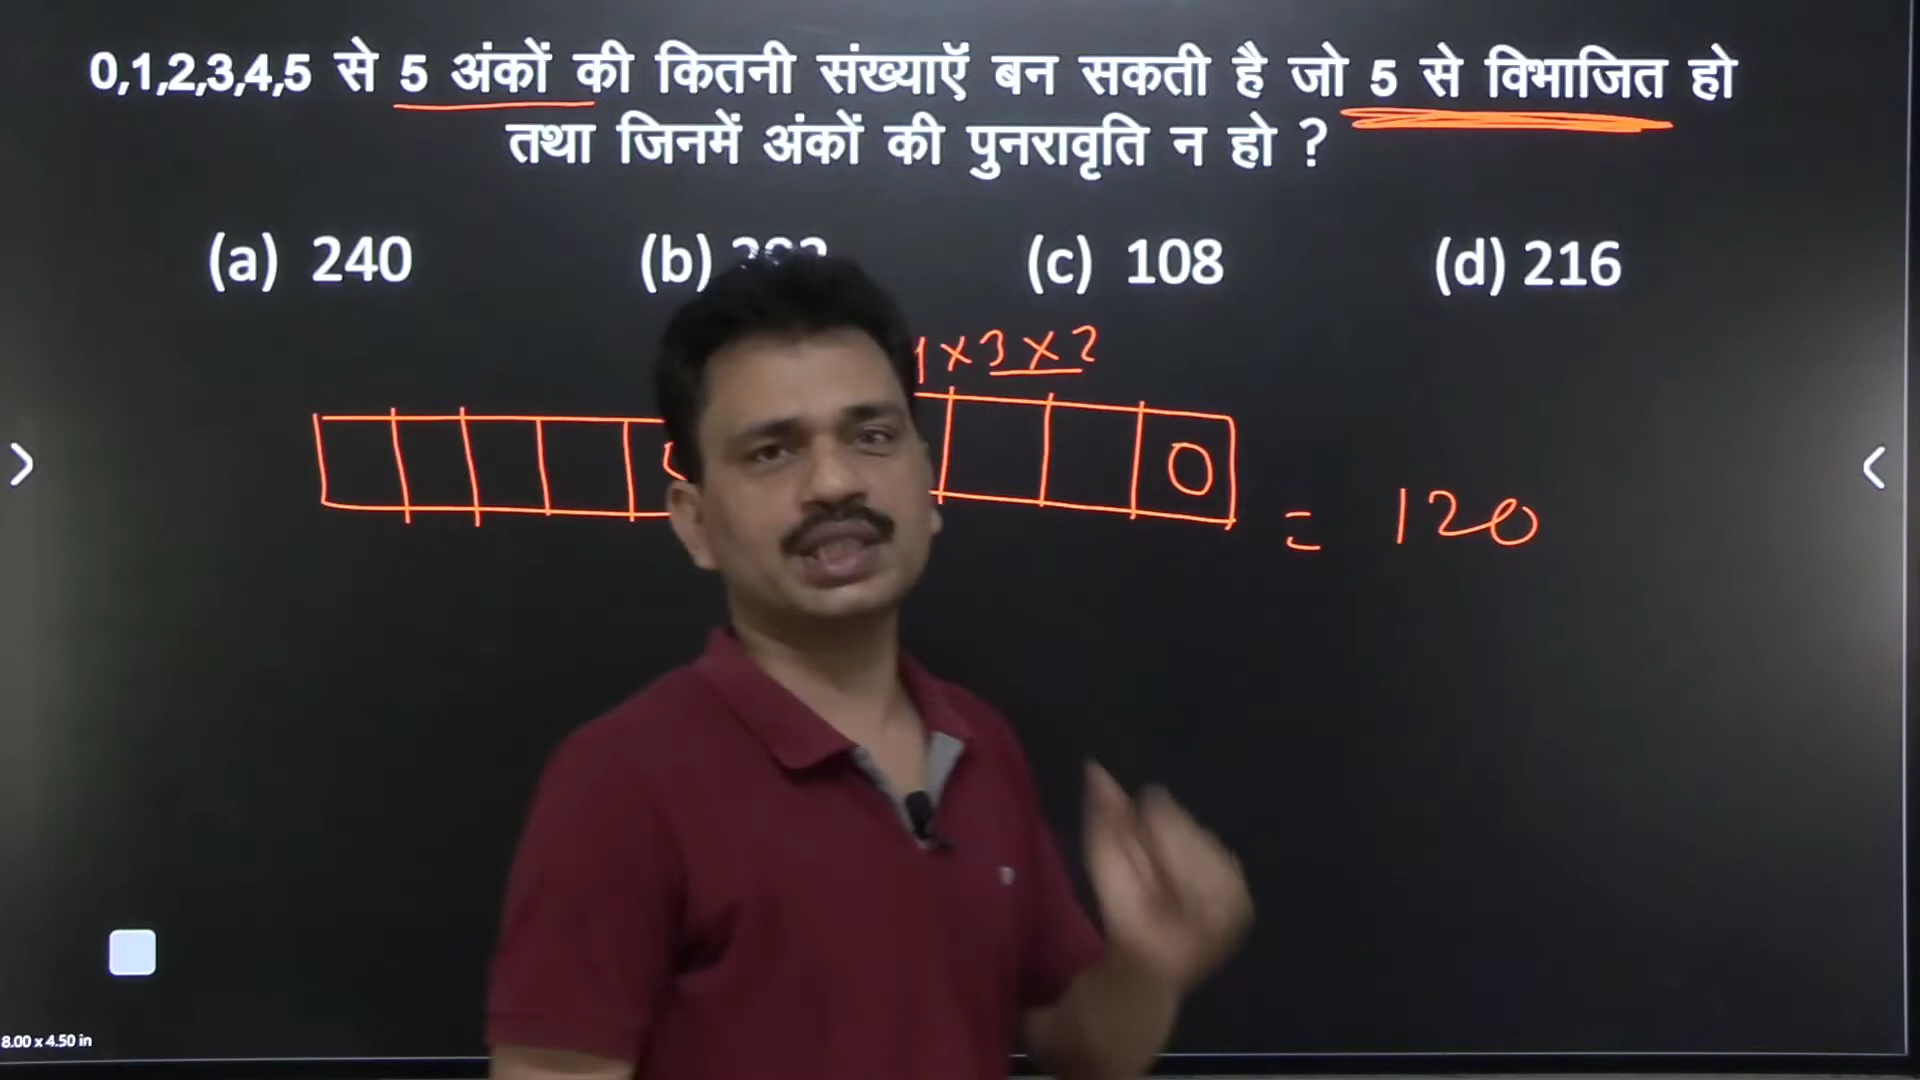 0,1,2,3,4,5 से 5 अंकों की कितनी संख्याऍ बन सकती है जो 5 से विभाजित हो
तथा जिनमें अंकों की पुनरावृति न हो ?
(a) 240 (b) (c) 108 (d) 216
x 3 x 2
0
= 120
8.00 x 4.50 in